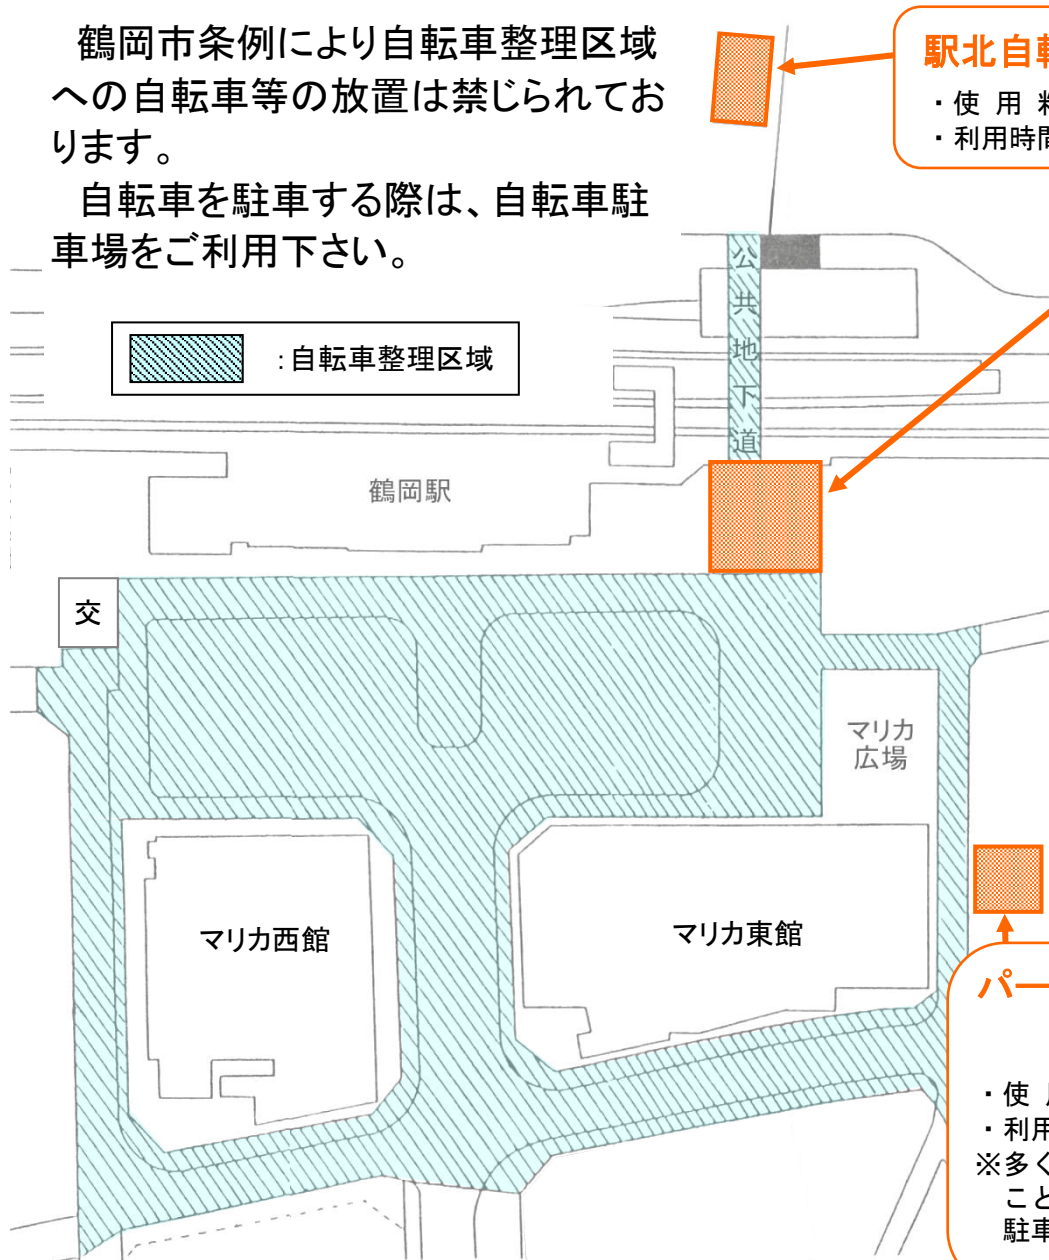 鶴岡市条例により自転車整理区域
への自転車等の放置は禁じられてお
ります。
自転車を駐車する際は、自転車駐
車場をご利用下さい。
：自転車整理区域
駅北自転
・使 用 料
・利用時間
公共地下道
鶴岡駅
交
マリカ
広場
マリカ西館
マリカ東館
パー
・使 用
・利用
※多く
こと
駐車